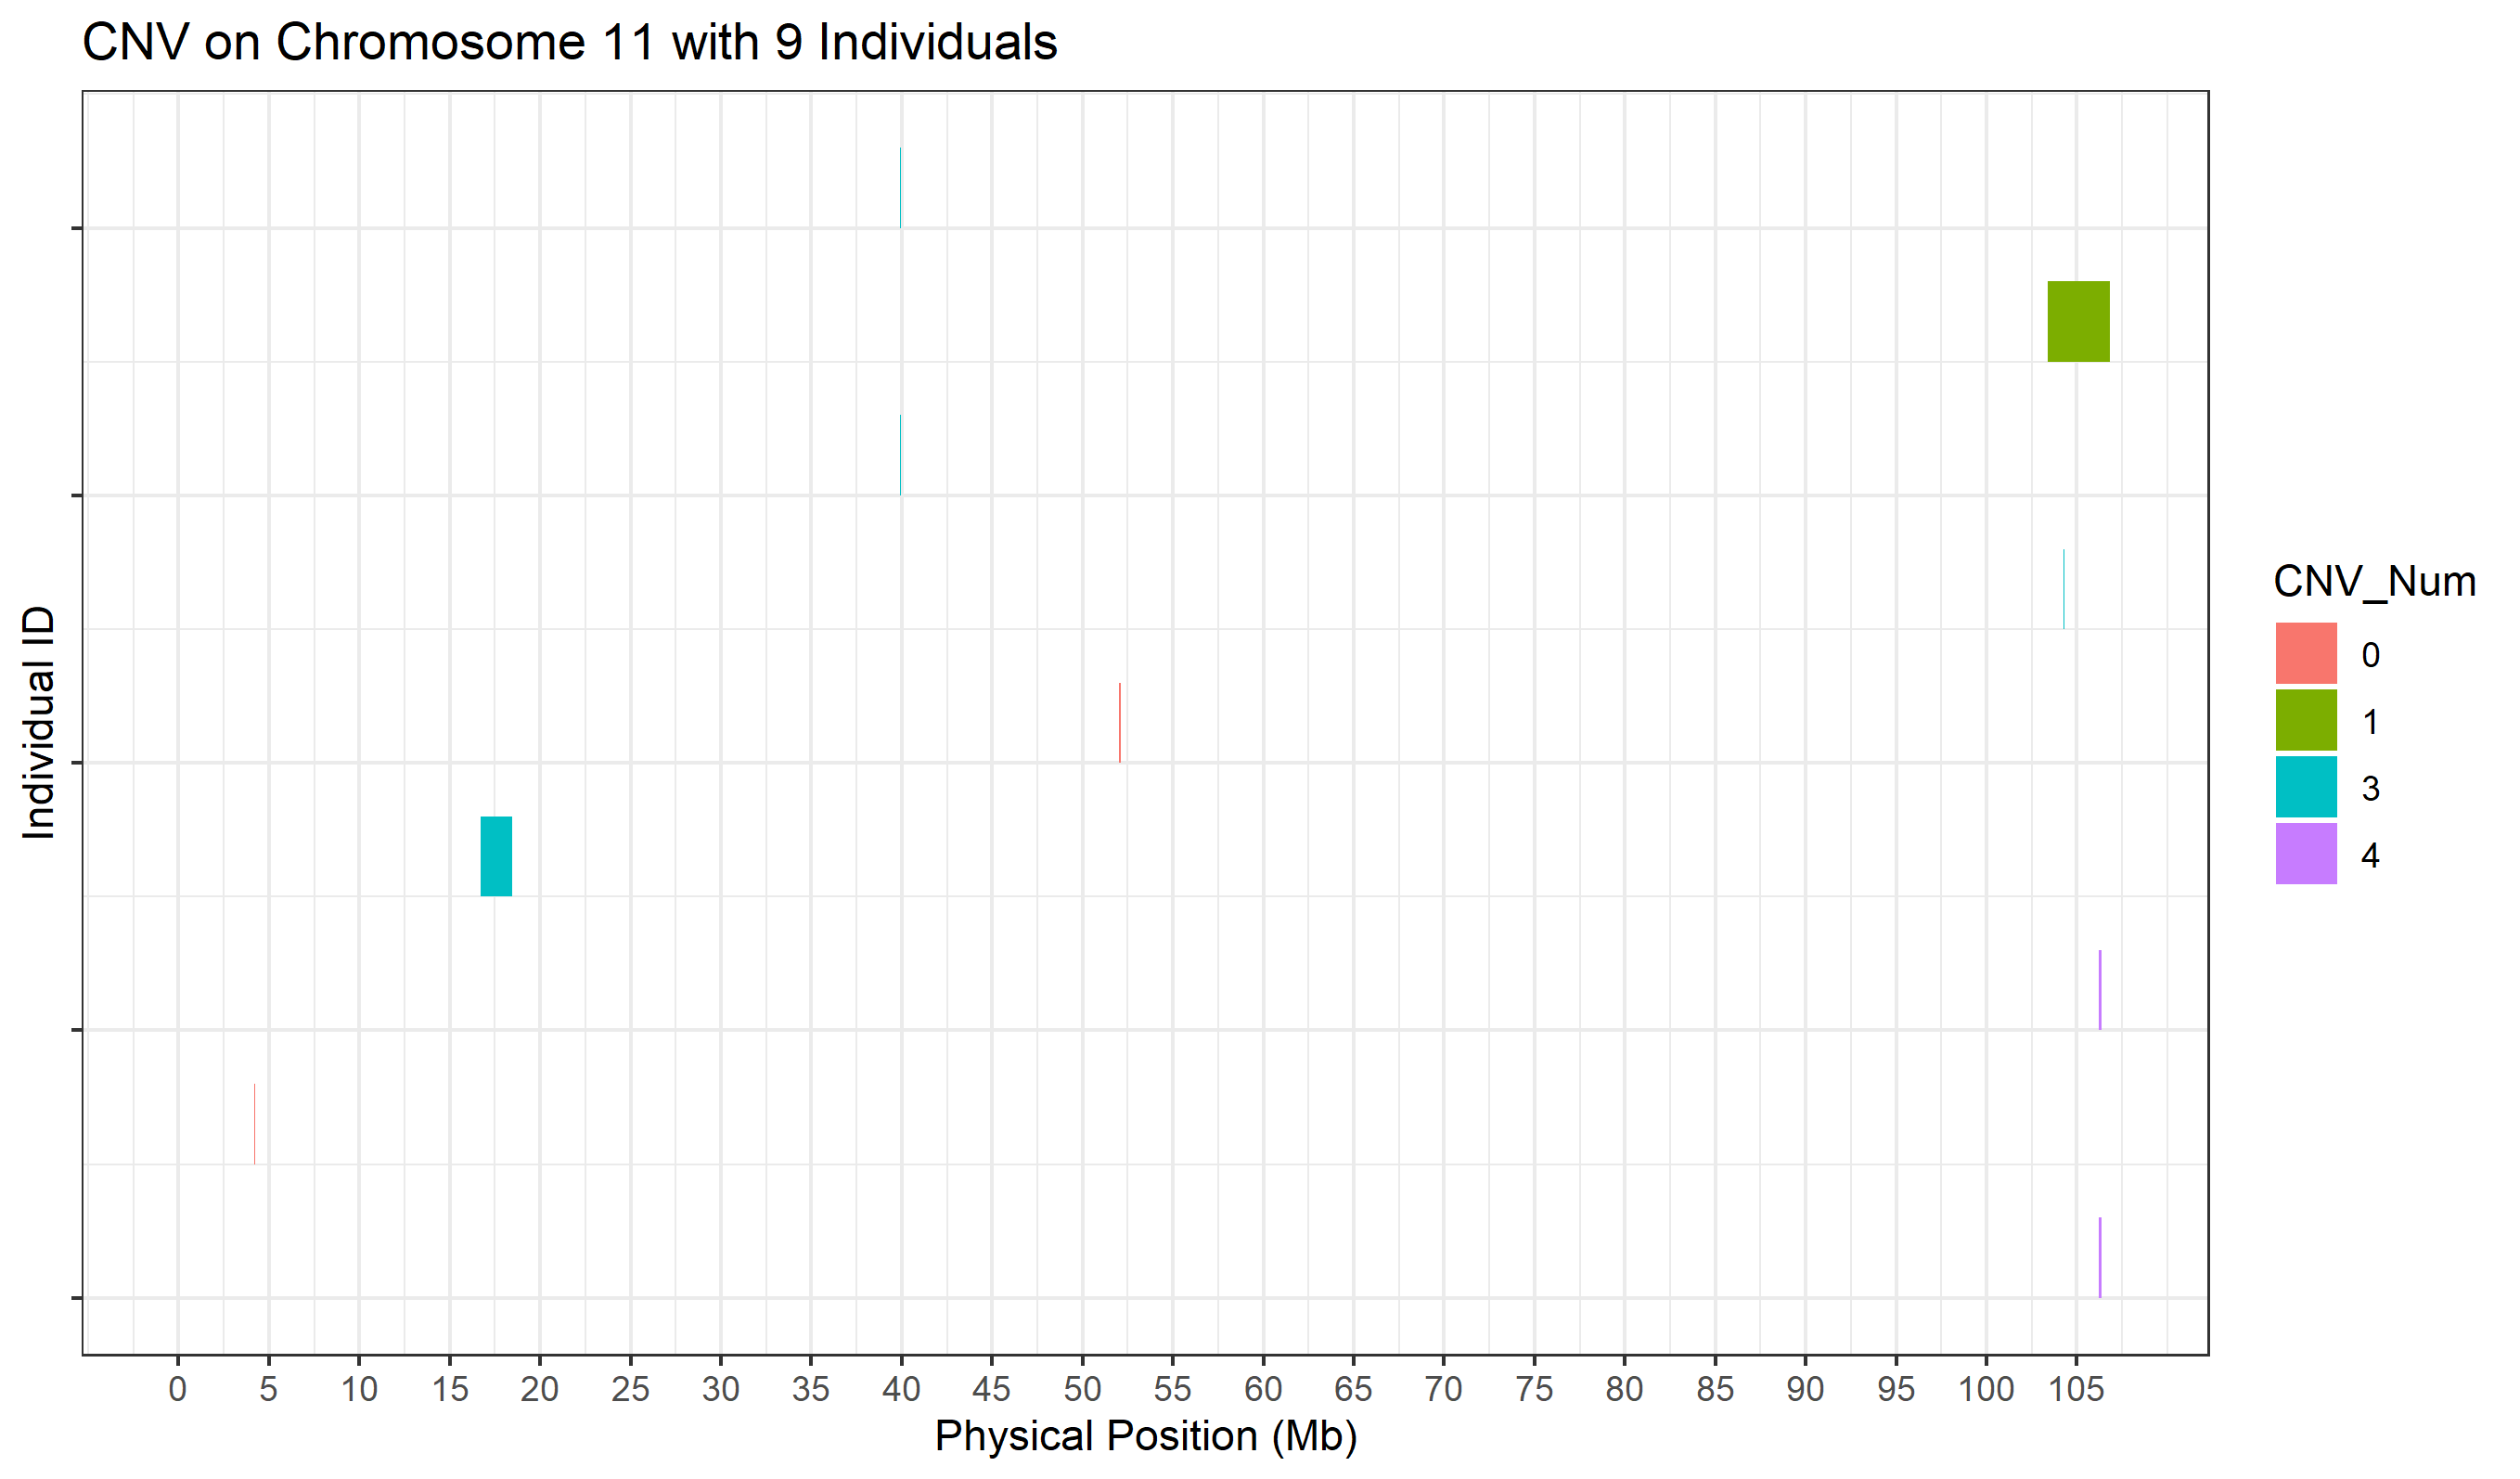 CNV on Chromosome 11 with 9 Individuals
Individual ID
CNV_Num
0
1
3
4
0 5 10 15 20 25 30 35 40 45 50 55 60 65 70 75 80 85 90 95 100 105
Physical Position (Mb)